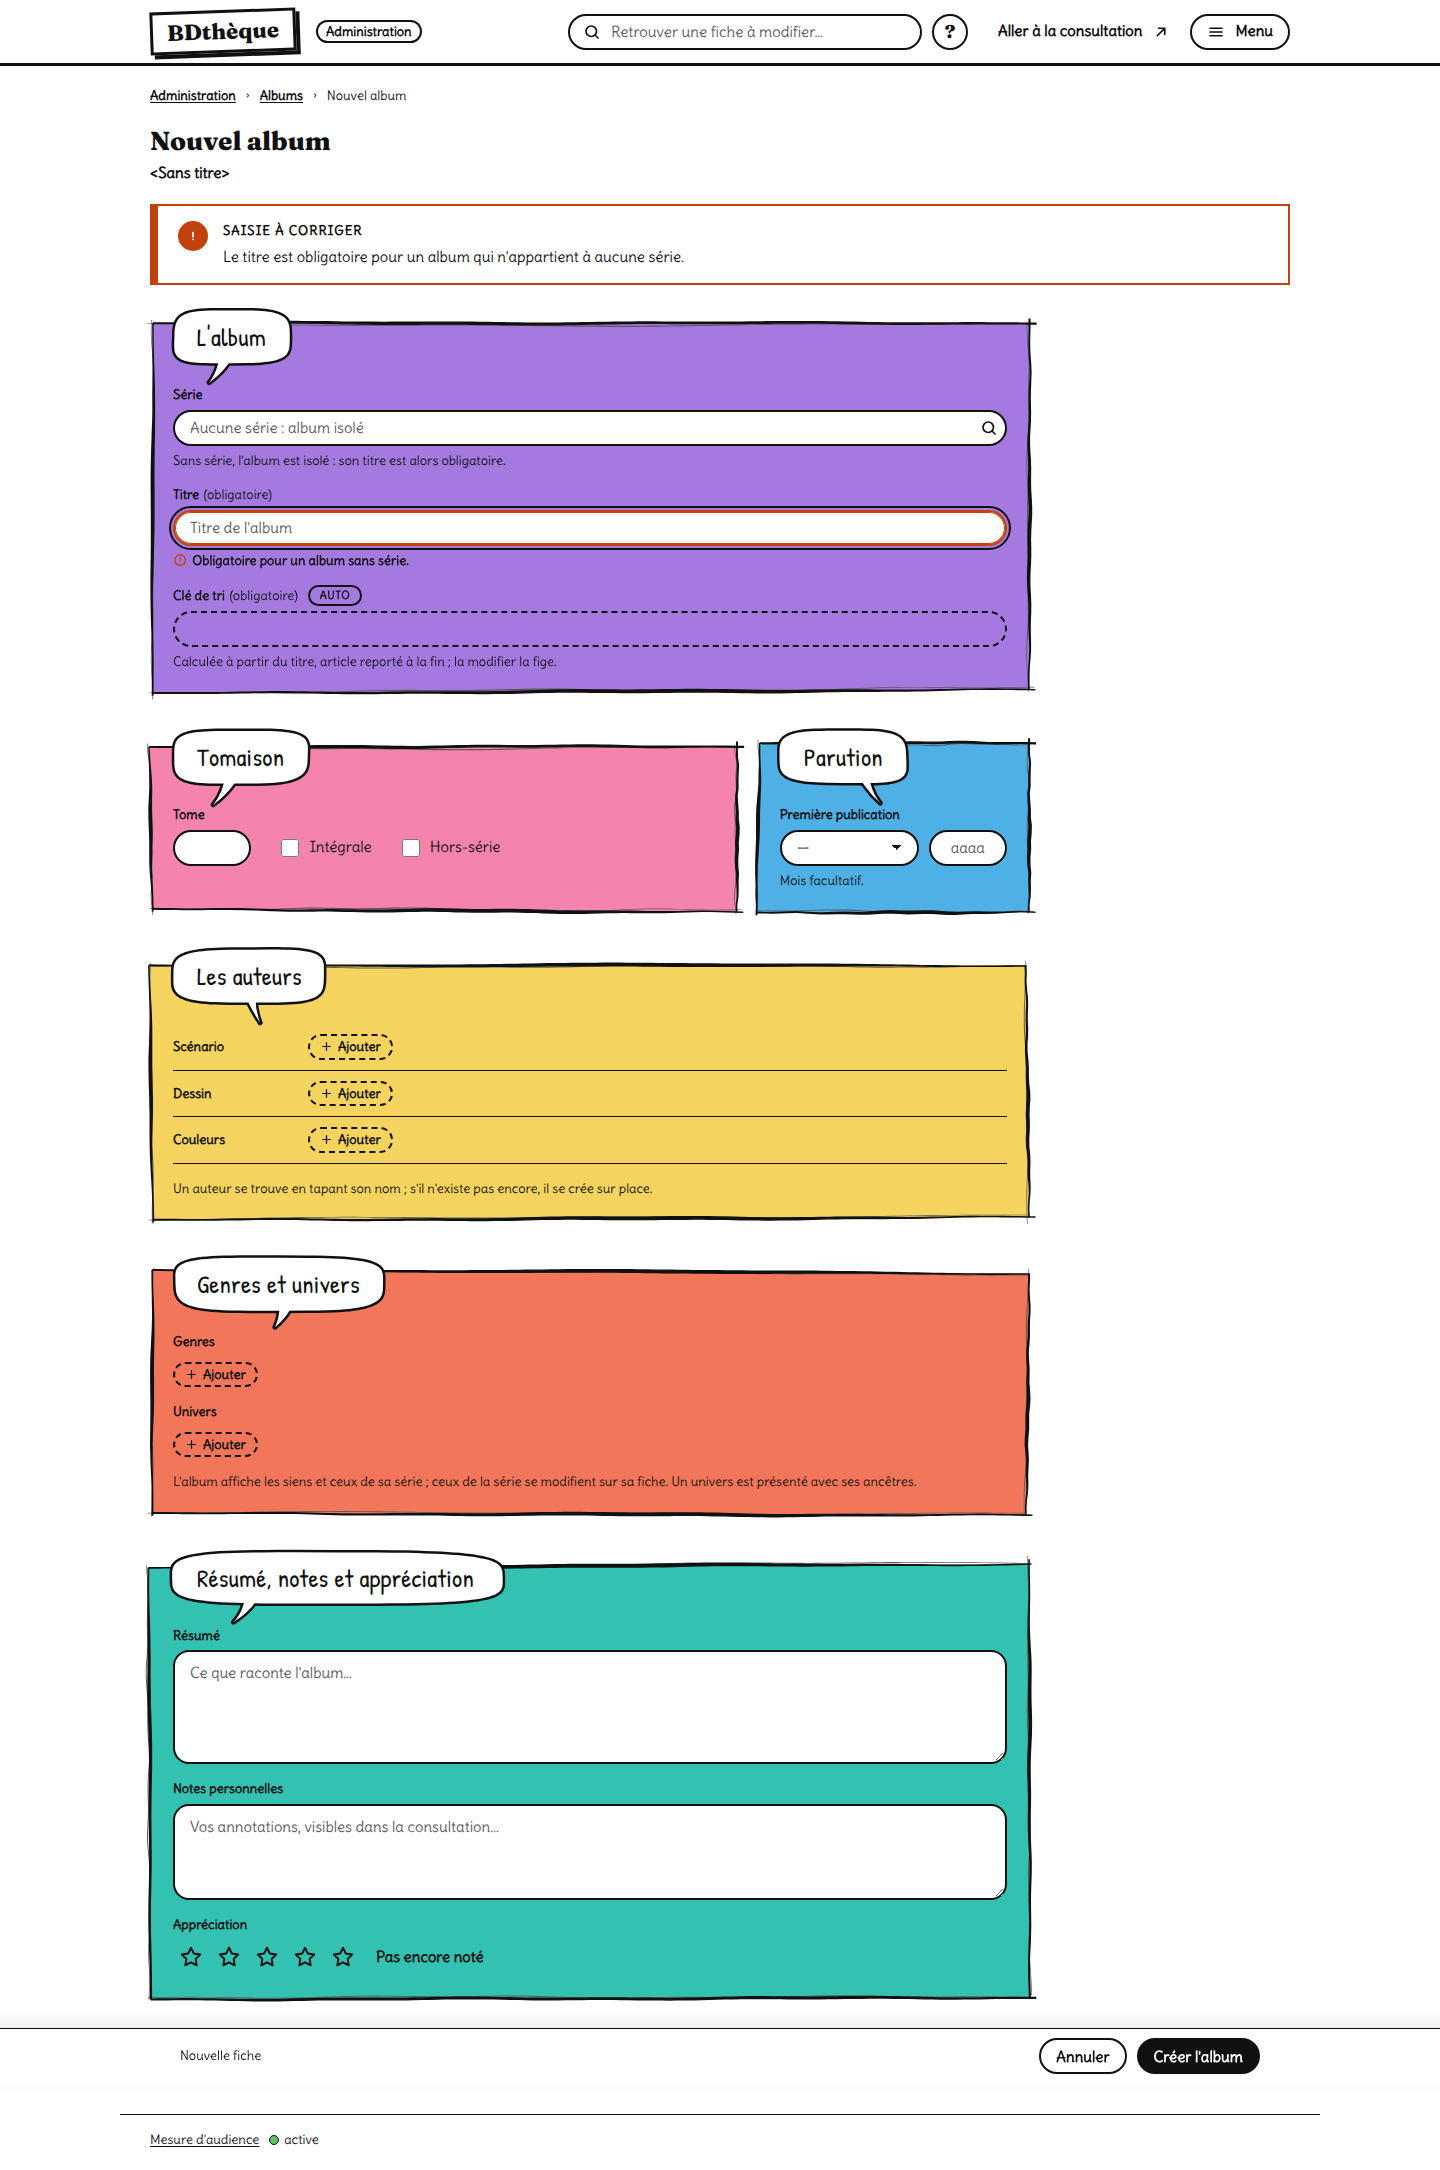 BDthèque
Administration
Retrouver une fiche à modifier...
?
Aller à la consultation
Menu
Administration › Albums › Nouvel album
Nouvel album
<Sans titre>
!
SAISIE À CORRIGER
Le titre est obligatoire pour un album qui n'appartient à aucune série.
L'album
Série
Aucune série : album isolé
Sans série, l'album est isolé : son titre est alors obligatoire.
Titre (obligatoire)
Titre de l'album
Obligatoire pour un album sans série.
Clé de tri (obligatoire) AUTO
Calculée à partir du titre, article reporté à la fin ; la modifier la fige.
Tomaison
Tome
Intégrale
Hors-série
Parution
Première publication
—
aaaa
Mois facultatif.
Les auteurs
Scénario + Ajouter
Dessin + Ajouter
Couleurs + Ajouter
Un auteur se trouve en tapant son nom ; s'il n'existe pas encore, il se crée sur place.
Genres et univers
Genres
+ Ajouter
Univers
+ Ajouter
L'album affiche les siens et ceux de sa série ; ceux de la série se modifient sur sa fiche. Un univers est présenté avec ses ancêtres.
Résumé, notes et appréciation
Résumé
Ce que raconte l'album...
Notes personnelles
Vos annotations, visibles dans la consultation...
Appréciation
Pas encore noté
Nouvelle fiche
Annuler
Créer l'album
Mesure d'audience active